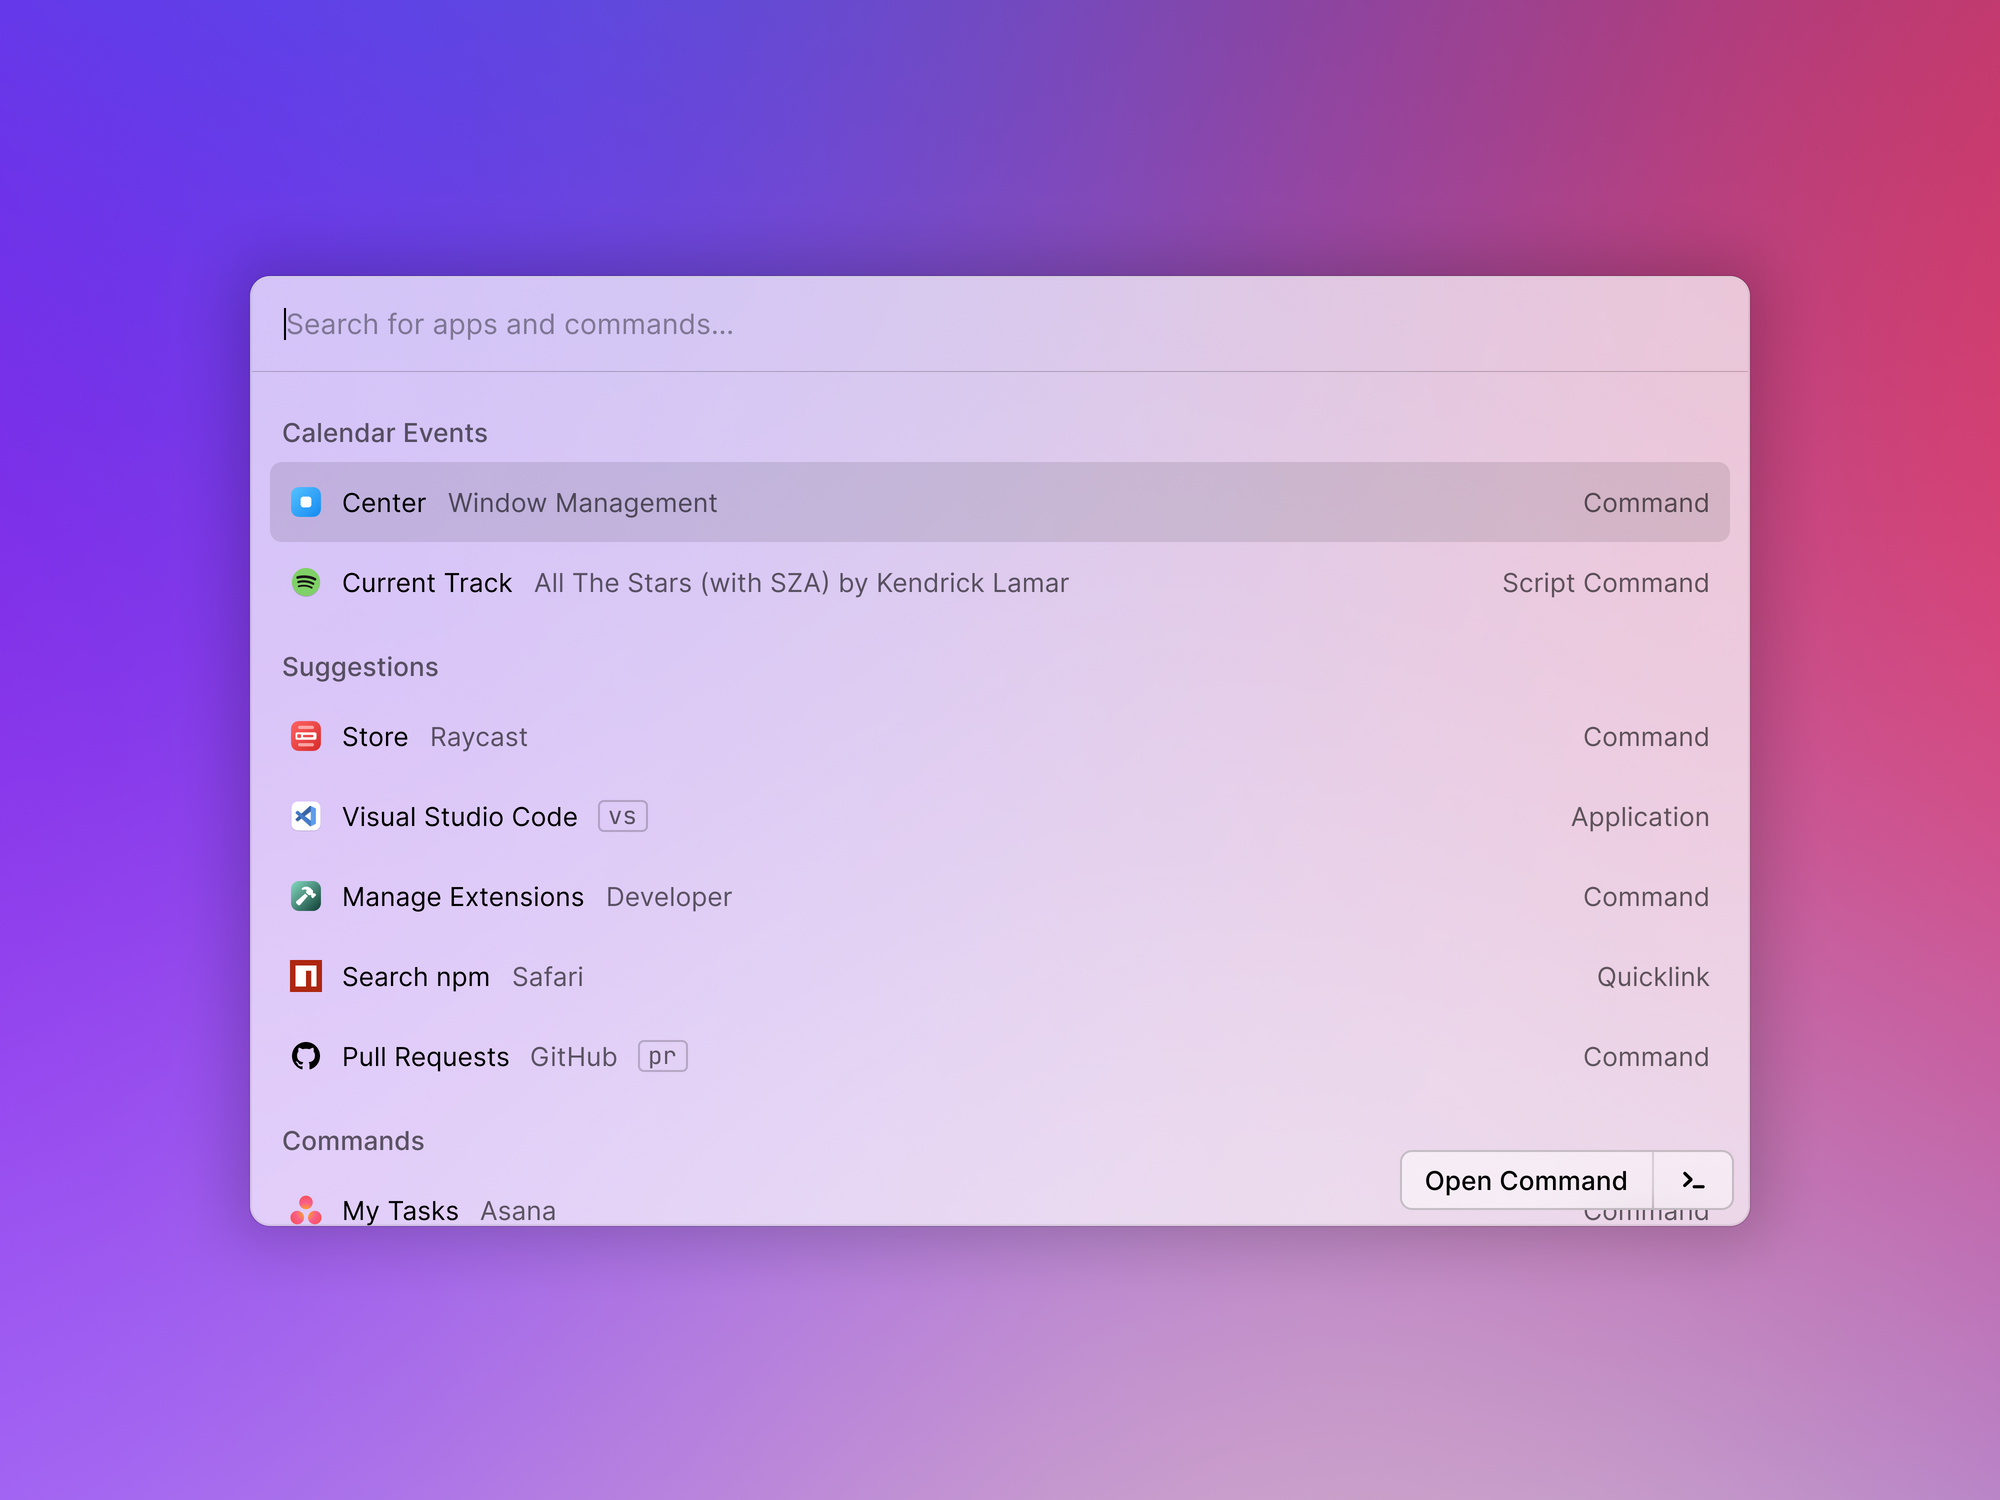 Search for apps and commands...
Calendar Events
Center Window Management Command
Current Track All The Stars (with SZA) by Kendrick Lamar Script Command
Suggestions
Store Raycast Command
Visual Studio Code vs Application
Manage Extensions Developer Command
Search npm Safari Quicklink
Pull Requests GitHub pr Command
Commands
Open Command >_
My Tasks Asana Command